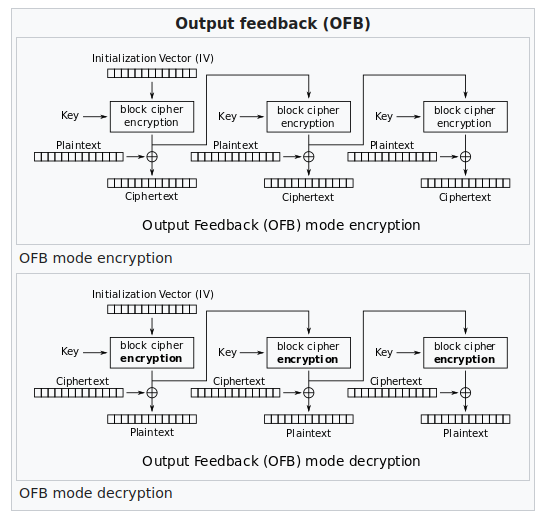 Output feedback (OFB)
Initialization Vector (IV)
Key
block cipher
encryption
Key
block cipher
encryption
Key
block cipher
encryption
Plaintext
Plaintext
Plaintext
Ciphertext
Ciphertext
Ciphertext
Output Feedback (OFB) mode encryption
OFB mode encryption
Initialization Vector (IV)
Key
block cipher
encryption
Key
block cipher
encryption
Key
block cipher
encryption
Ciphertext
Ciphertext
Ciphertext
Plaintext
Plaintext
Plaintext
Output Feedback (OFB) mode decryption
OFB mode decryption